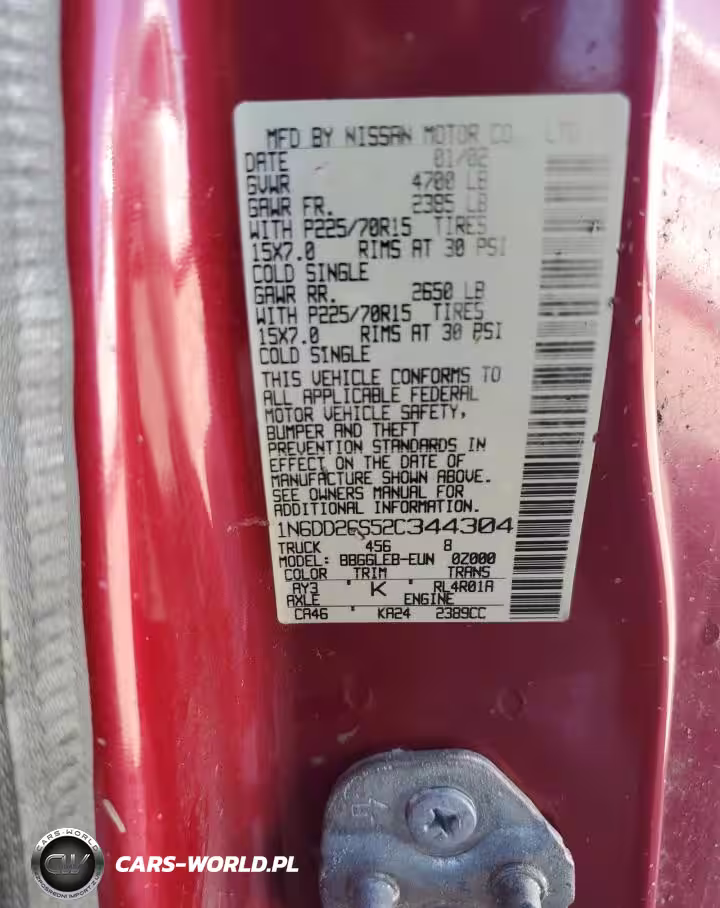 MFD BY NISSAN MOTOR CO LTD
DATE 01/02
GVWR 4700 LB
GAWR FR. 2385 LB
WITH P225/70R15 TIRES
15X7.0 RIMS AT 30 PSI
COLD SINGLE
GAWR RR. 2650 LB
WITH P225/70R15 TIRES
15X7.0 RIMS AT 30 PSI
COLD SINGLE
THIS VEHICLE CONFORMS TO
ALL APPLICABLE FEDERAL
MOTOR VEHICLE SAFETY,
BUMPER AND THEFT
PREVENTION STANDARDS IN
EFFECT ON THE DATE OF
MANUFACTURE SHOWN ABOVE.
SEE OWNERS MANUAL FOR
ADDITIONAL INFORMATION.
1N6DD26S52C344304
TRUCK 456 8
MODEL: BBGGLEB-EUN 0Z000
COLOR TRIM TRANS
AY3 ' K ' RL4R01A
AXLE ENGINE
CA46 ' KA24 2389CC
4
CARS-WORLD
CW
CARS-WORLD.PL